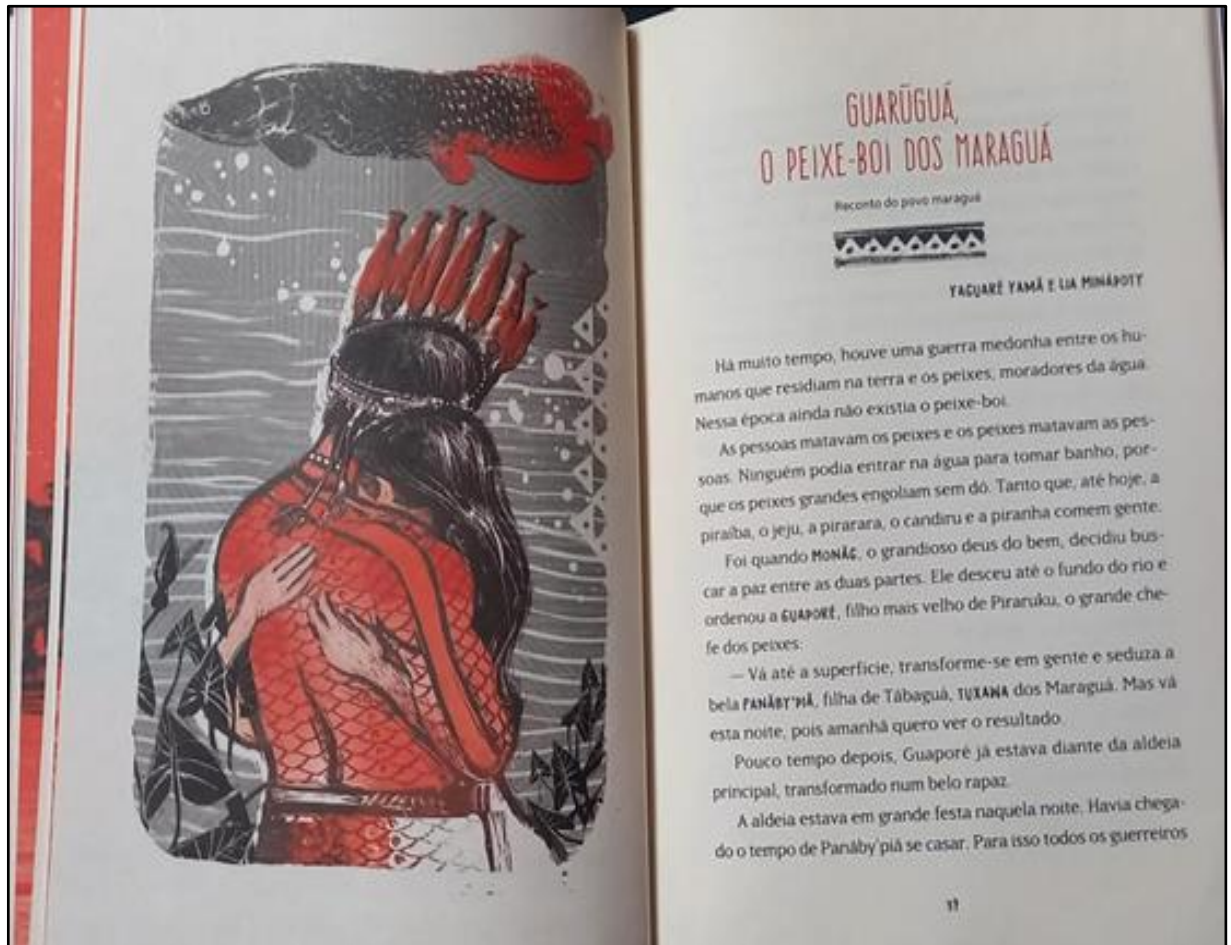 GUARŨGUÁ,
O PEIXE-BOI DOS MARAGUÁ
Reconto do povo maraguá
YAGUARÊ YAMÃ E LIA MINÁPOTY
Há muito tempo, houve uma guerra medonha entre os hu-
manos que residiam na terra e os peixes, moradores da água.
Nessa época ainda não existia o peixe-boi.
As pessoas matavam os peixes e os peixes matavam as pes-
soas. Ninguém podia entrar na água para tomar banho, por-
que os peixes grandes engoliam sem dó. Tanto que, até hoje, a
piraíba, o jeju, a pirarara, o candiru e a piranha comem gente.
Foi quando MONÃG, o grandioso deus do bem, decidiu bus-
car a paz entre as duas partes. Ele desceu até o fundo do rio e
ordenou a GUAPORÉ, filho mais velho de Piraruku, o grande che-
fe dos peixes:
— Vá até a superfície, transforme-se em gente e seduza a
bela PANÃBY'PIÃ, filha de Tãbaguá, TUXAWA dos Maraguá. Mas vá
esta noite, pois amanhã quero ver o resultado.
Pouco tempo depois, Guaporé já estava diante da aldeia
principal, transformado num belo rapaz.
A aldeia estava em grande festa naquela noite. Havia chega-
do o tempo de Panãby'piã se casar. Para isso todos os guerreiros